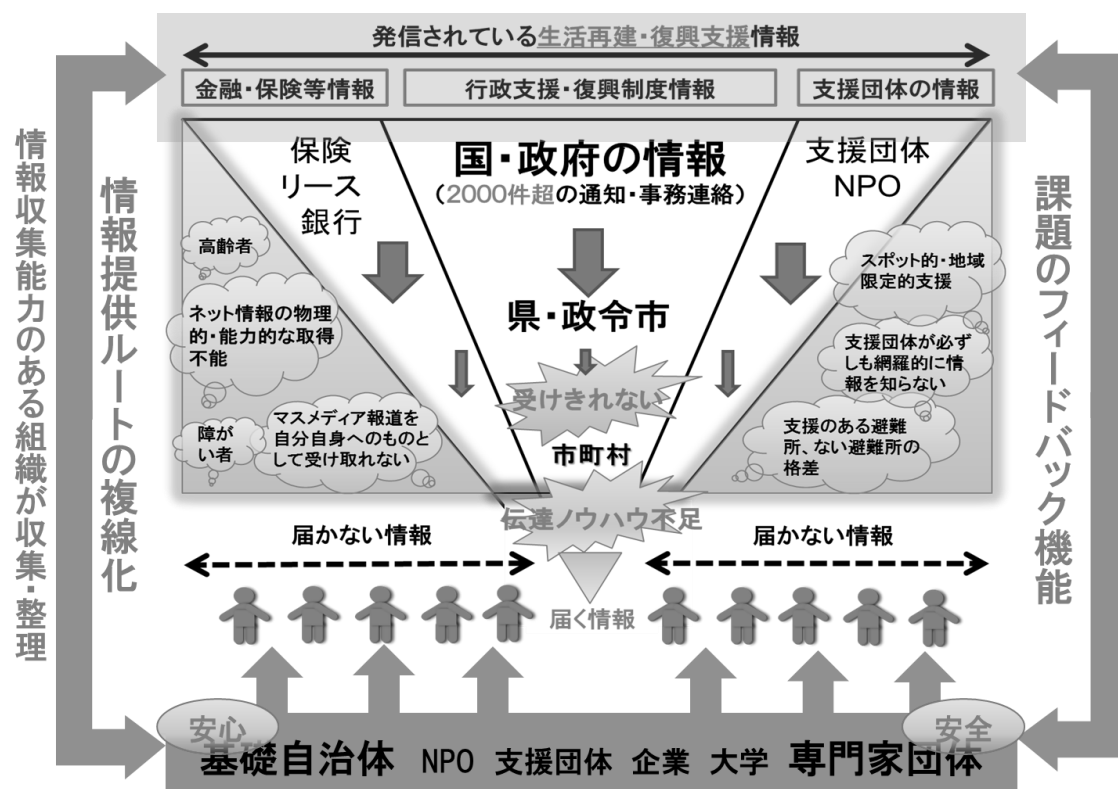 発信されている生活再建・復興支援情報
金融・保険等情報
行政支援・復興制度情報
支援団体の情報
保険
リース
銀行
国・政府の情報
（2000件超の通知・事務連絡）
支援団体
NPO
高齢者
ネット情報の物理
的・能力的な取得
不能
障がい者
マスメディア報道を
自分自身へのものと
して受け取れない
県・政令市
受けきれない
市町村
伝達ノウハウ不足
スポット的・地域
限定的支援
支援団体が必ず
しも網羅的に情
報を知らない
支援のある避難
所、ない避難所の
格差
届かない情報
届かない情報
届く情報
情報収集能力のある組織が収集・整理
情報提供ルートの複線化
課題のフィードバック機能
安心
安全
基礎自治体 NPO 支援団体 企業 大学 専門家団体